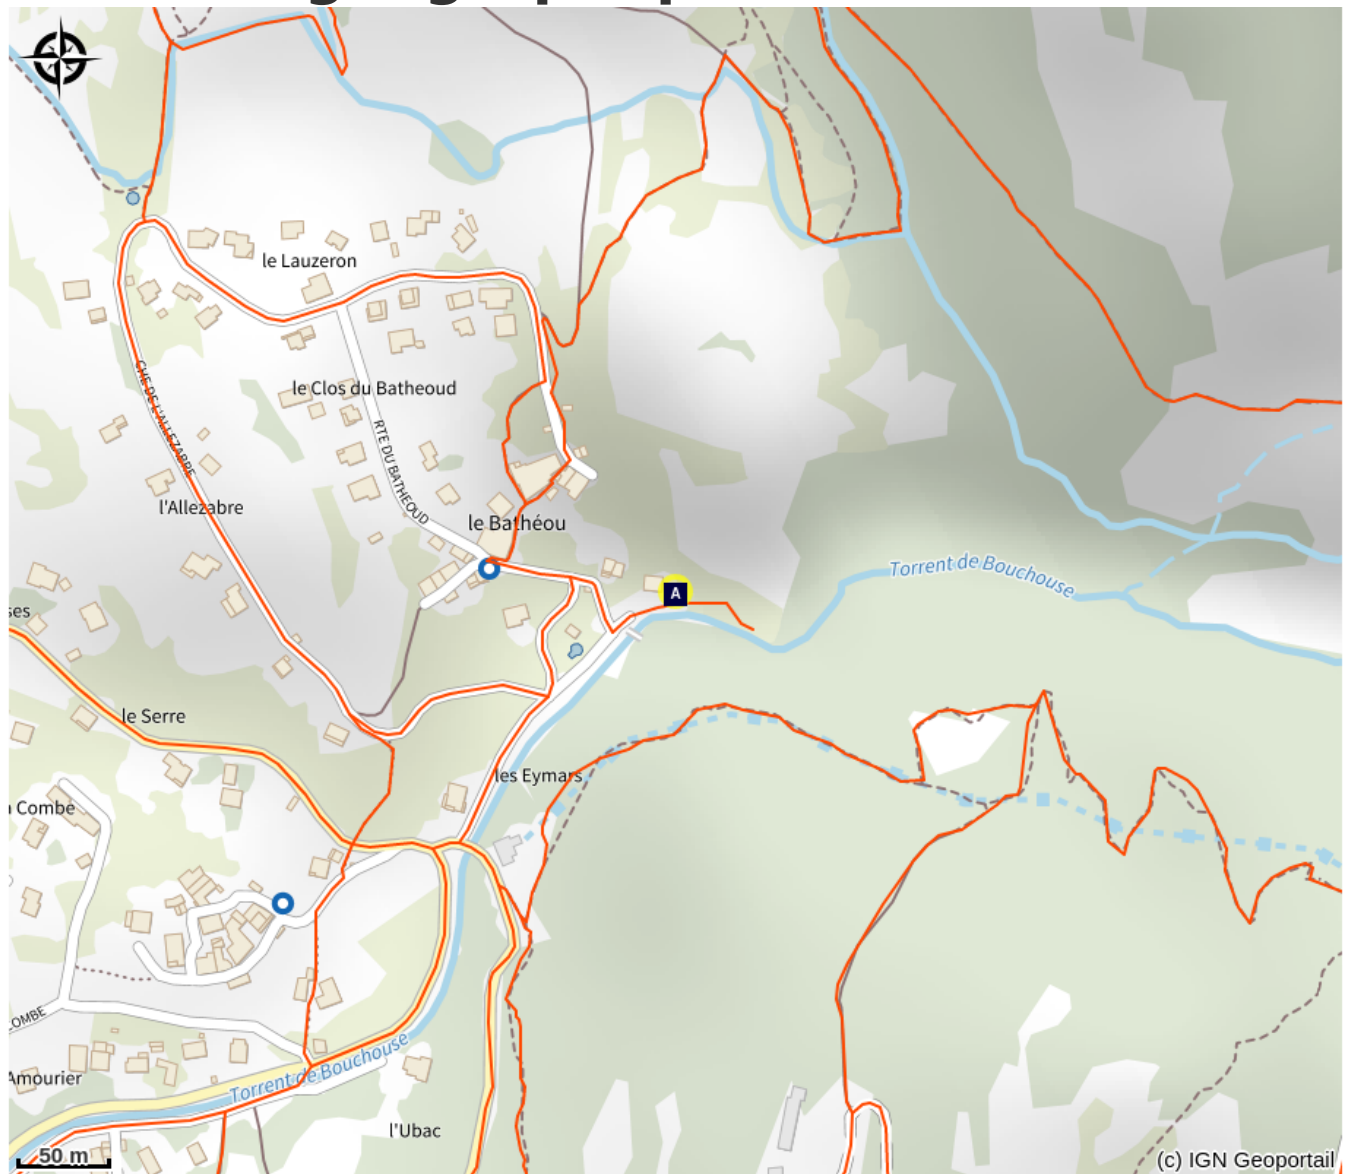 le Lauzeron
CHE DE L'ALLEZABRE
le Clos du Batheoud
RTE DU BATHEOUD
l'Allezabre
le Bathéou
Torrent de Bouchouse
A
ses
le Serre
les Eymars
Combe
OMBE
Torrent de Bouchouse
Amourier
l'Ubac
50 m
(c) IGN Geoportail